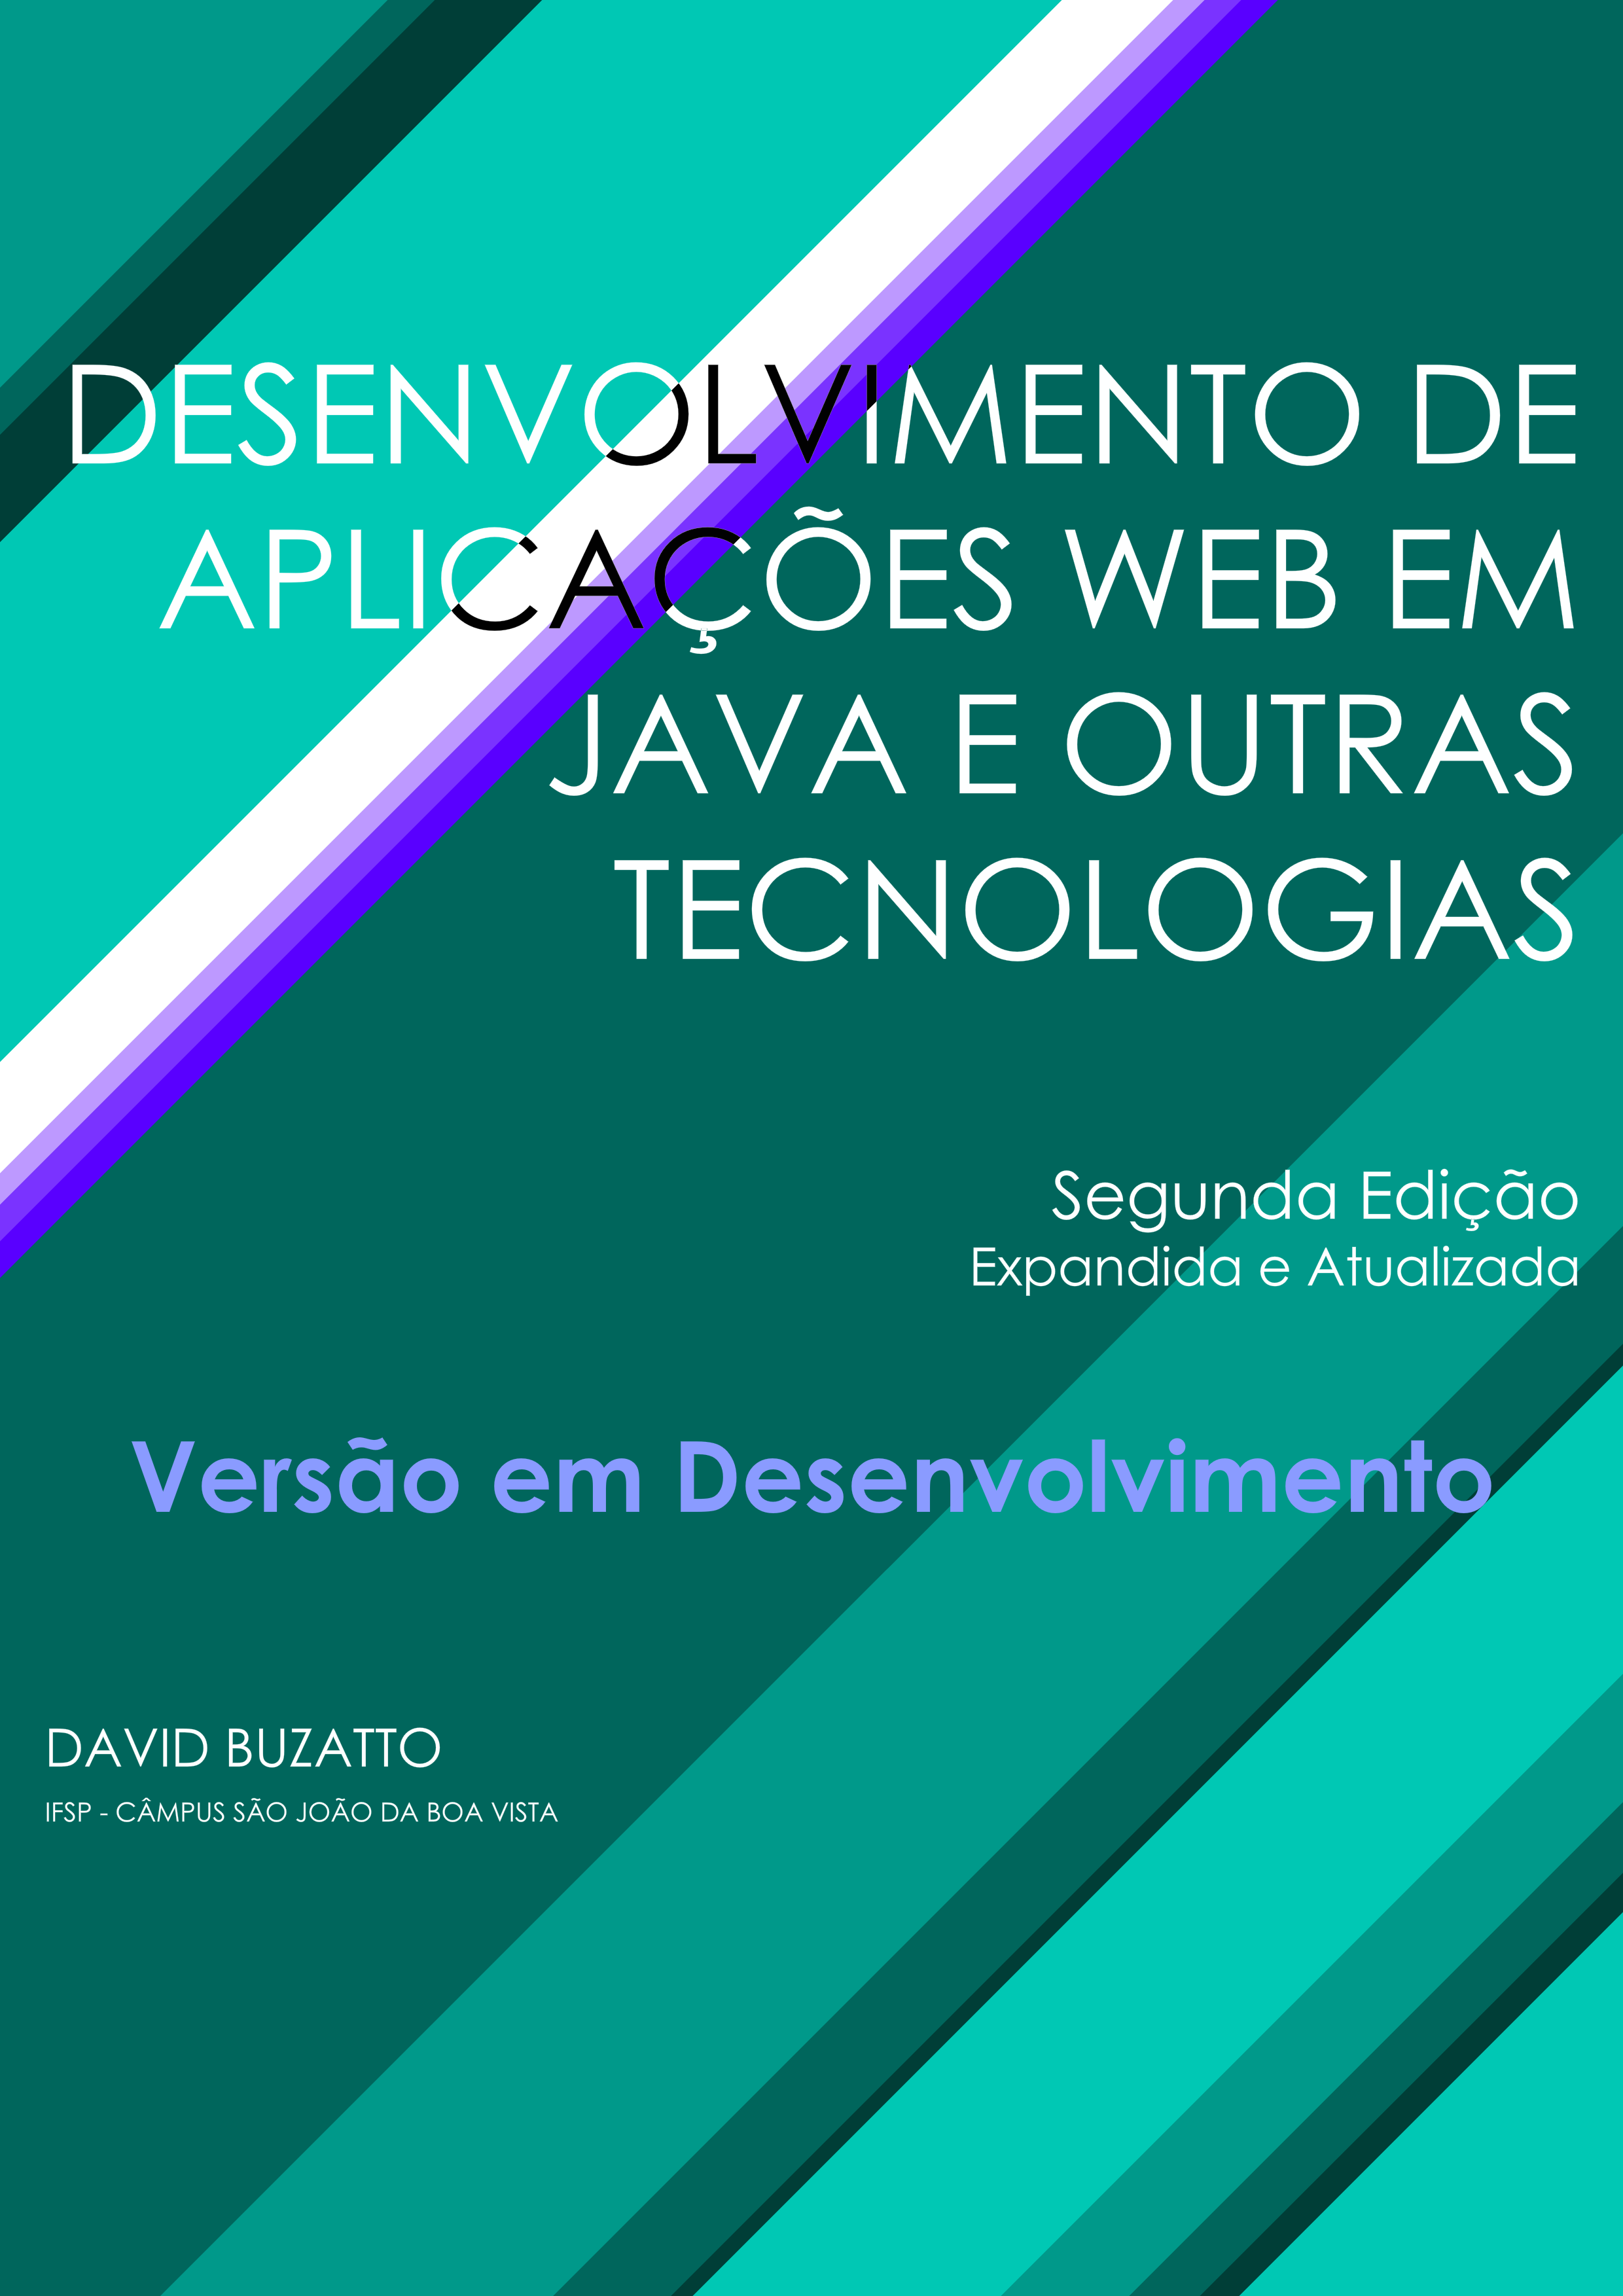 DESENVOLVIMENTO DE
APLICAÇÕES WEB EM
JAVA E OUTRAS
TECNOLOGIAS
Segunda Edição
Expandida e Atualizada
Versão em Desenvolvimento
DAVID BUZATTO
IFSP - CÂMPUS SÃO JOÃO DA BOA VISTA